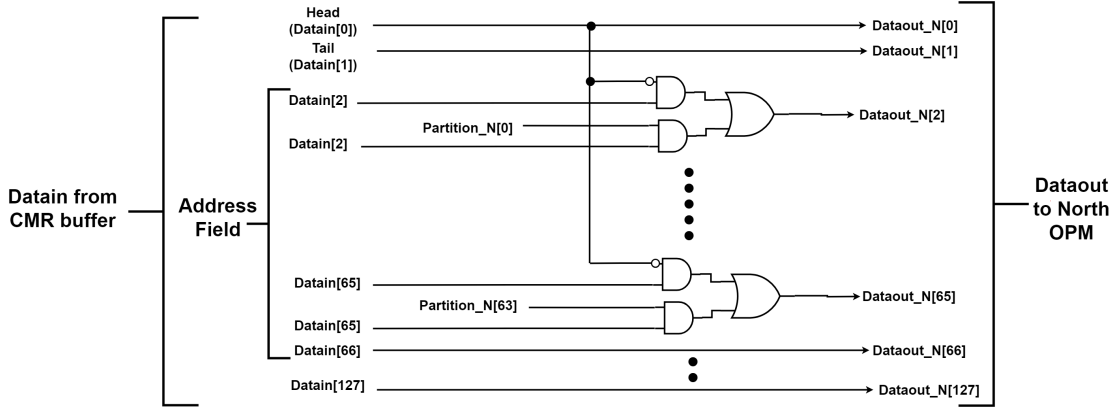 Head
(Datain[0])
Dataout_N[0]
Tail
(Datain[1])
Dataout_N[1]
Datain[2]
Partition_N[0]
Dataout_N[2]
Datain[2]
Datain from
CMR buffer
Address
Field
Dataout
to North
OPM
Datain[65]
Partition_N[63]
Dataout_N[65]
Datain[65]
Datain[66]
Dataout_N[66]
Datain[127]
Dataout_N[127]